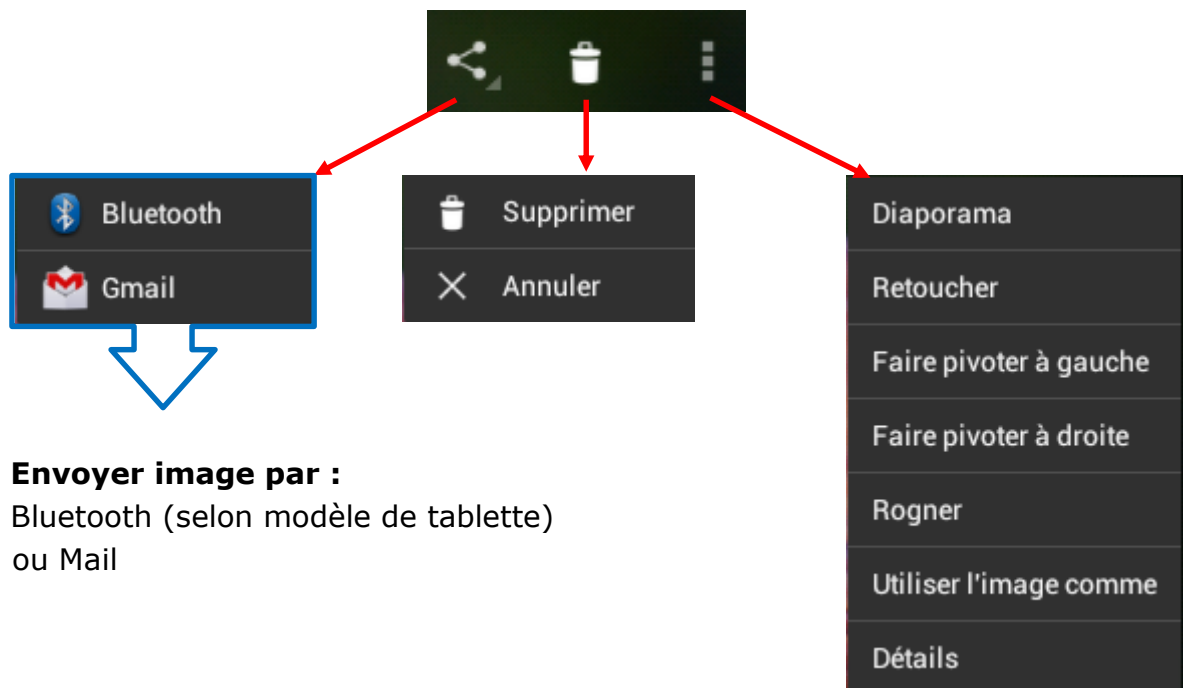 Bluetooth
Gmail
Supprimer
Annuler
Diaporama
Retoucher
Faire pivoter à gauche
Faire pivoter à droite
Rogner
Utiliser l'image comme
Détails
Envoyer image par :
Bluetooth (selon modèle de tablette)
ou Mail